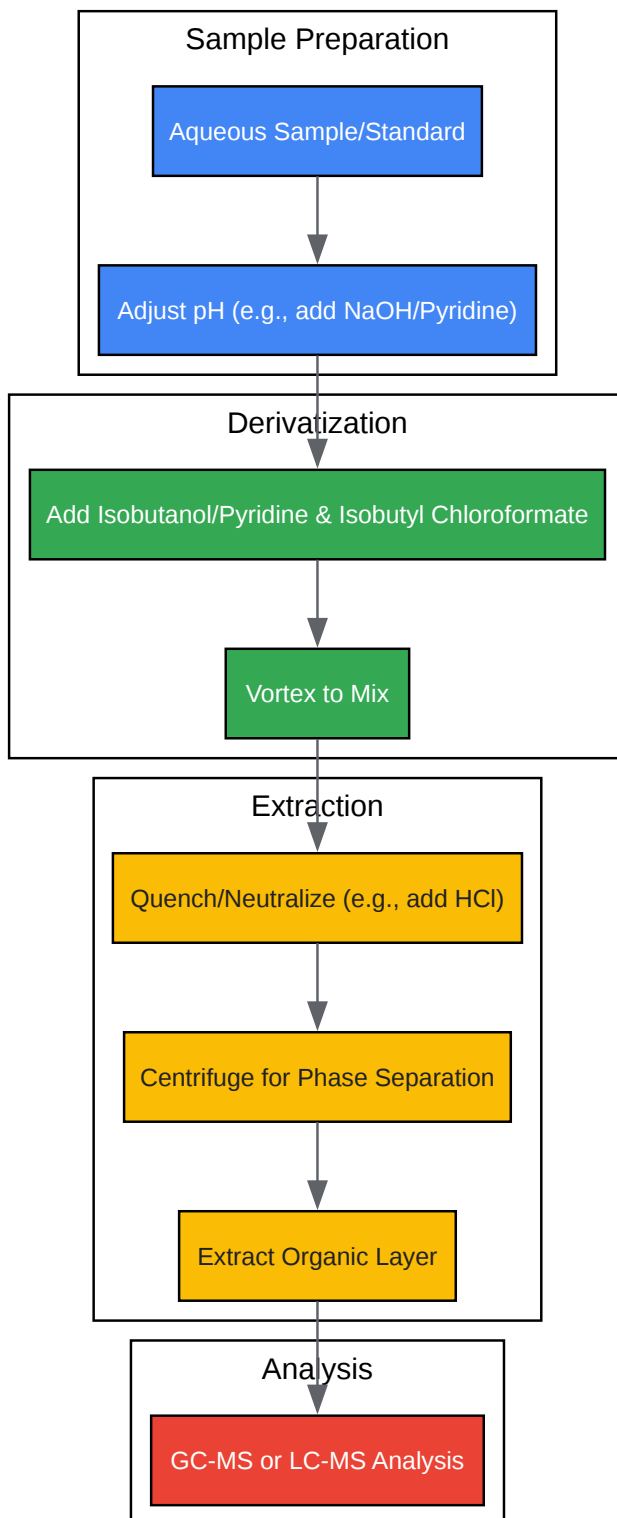 Sample Preparation
Aqueous Sample/Standard
Adjust pH (e.g., add NaOH/Pyridine)
Derivatization
Add Isobutanol/Pyridine & Isobutyl Chloroformate
Vortex to Mix
Extraction
Quench/Neutralize (e.g., add HCl)
Centrifuge for Phase Separation
Extract Organic Layer
Analysis
GC-MS or LC-MS Analysis